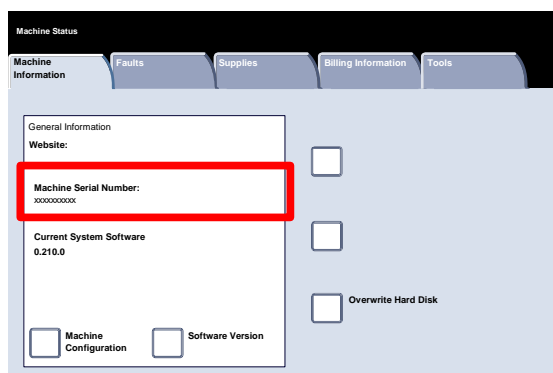 Machine Status
Machine
Information
Faults
Supplies
Billing Information
Tools
General Information
Website:
Machine Serial Number:
xxxxxxxxxx
Current System Software
0.210.0
Overwrite Hard Disk
Machine
Configuration
Software Version